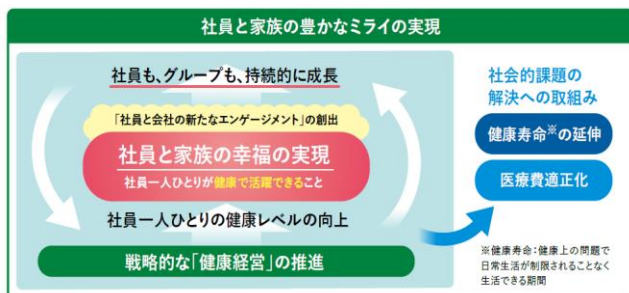 社員と家族の豊かなミライの実現
社員も、グループも、持続的に成長
「社員と会社の新たなエンゲージメント」の創出
社員と家族の幸福の実現
社員一人ひとりが健康で活躍できること
社員一人ひとりの健康レベルの向上
戦略的な「健康経営」の推進
社会的課題の
解決への取組み
健康寿命※の延伸
医療費適正化
※健康寿命：健康上の問題で
日常生活が制限されることなく
生活できる期間